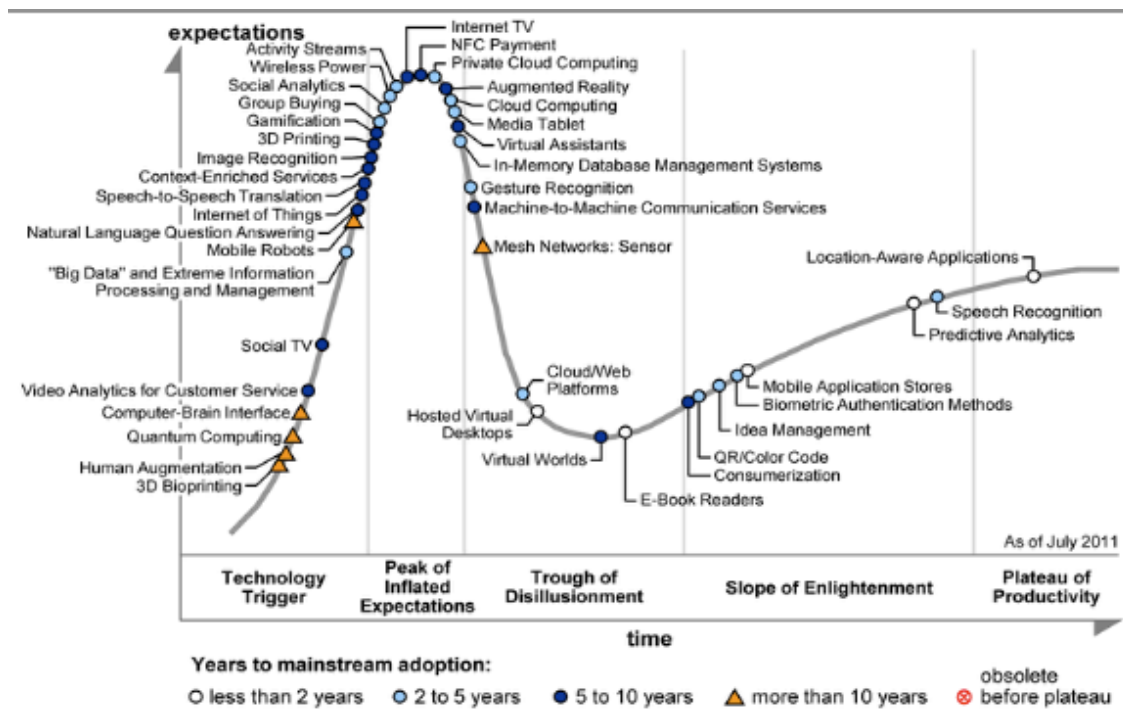 expectations
Activity Streams
Wireless Power
Social Analytics
Group Buying
Gamification
3D Printing
Image Recognition
Context-Enriched Services
Speech-to-Speech Translation
Internet of Things
Natural Language Question Answering
Mobile Robots
"Big Data" and Extreme Information
Processing and Management
Social TV
Video Analytics for Customer Service
Computer-Brain Interface
Quantum Computing
Human Augmentation
3D Bioprinting
Internet TV
NFC Payment
Private Cloud Computing
Augmented Reality
Cloud Computing
Media Tablet
Virtual Assistants
In-Memory Database Management Systems
Gesture Recognition
Machine-to-Machine Communication Services
Mesh Networks: Sensor
Cloud/Web
Platforms
Hosted Virtual
Desktops
Virtual Worlds
E-Book Readers
Location-Aware Applications
Speech Recognition
Predictive Analytics
Mobile Application Stores
Biometric Authentication Methods
Idea Management
QR/Color Code
Consumerization
As of July 2011
Technology
Trigger
Peak of
Inflated
Expectations
Trough of
Disillusionment
Slope of Enlightenment
Plateau of
Productivity
time
Years to mainstream adoption:
less than 2 years
2 to 5 years
5 to 10 years
more than 10 years
obsolete
before plateau